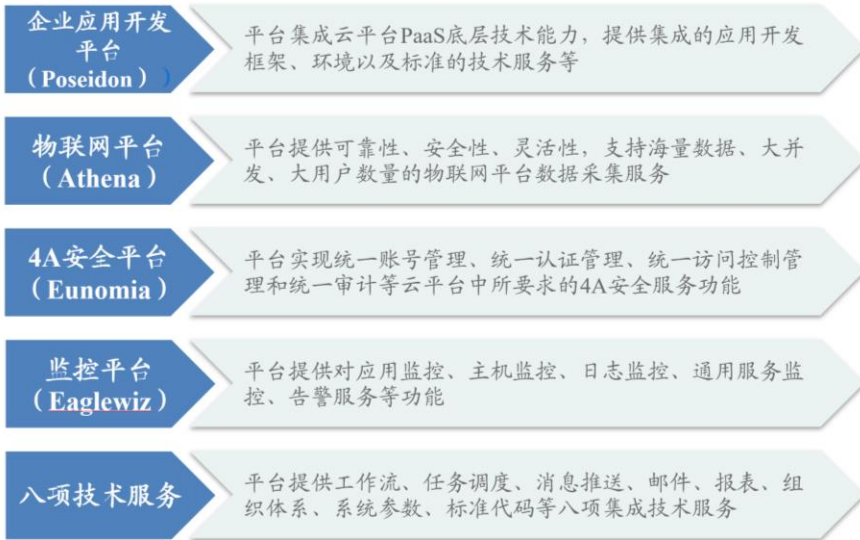 企业应用开发
平台
（Poseidon）
平台集成云平台PaaS底层技术能力，提供集成的应用开发
框架、环境以及标准的技术服务等
物联网平台
（Athena）
平台提供可靠性、安全性、灵活性，支持海量数据、大并
发、大用户数量的物联网平台数据采集服务
4A安全平台
（Eunomia）
平台实现统一账号管理、统一认证管理、统一访问控制管
理和统一审计等云平台中所要求的4A安全服务功能
监控平台
（Eaglewiz）
平台提供对应用监控、主机监控、日志监控、通用服务监
控、告警服务等功能
八项技术服务
平台提供工作流、任务调度、消息推送、邮件、报表、组
织体系、系统参数、标准代码等八项集成技术服务